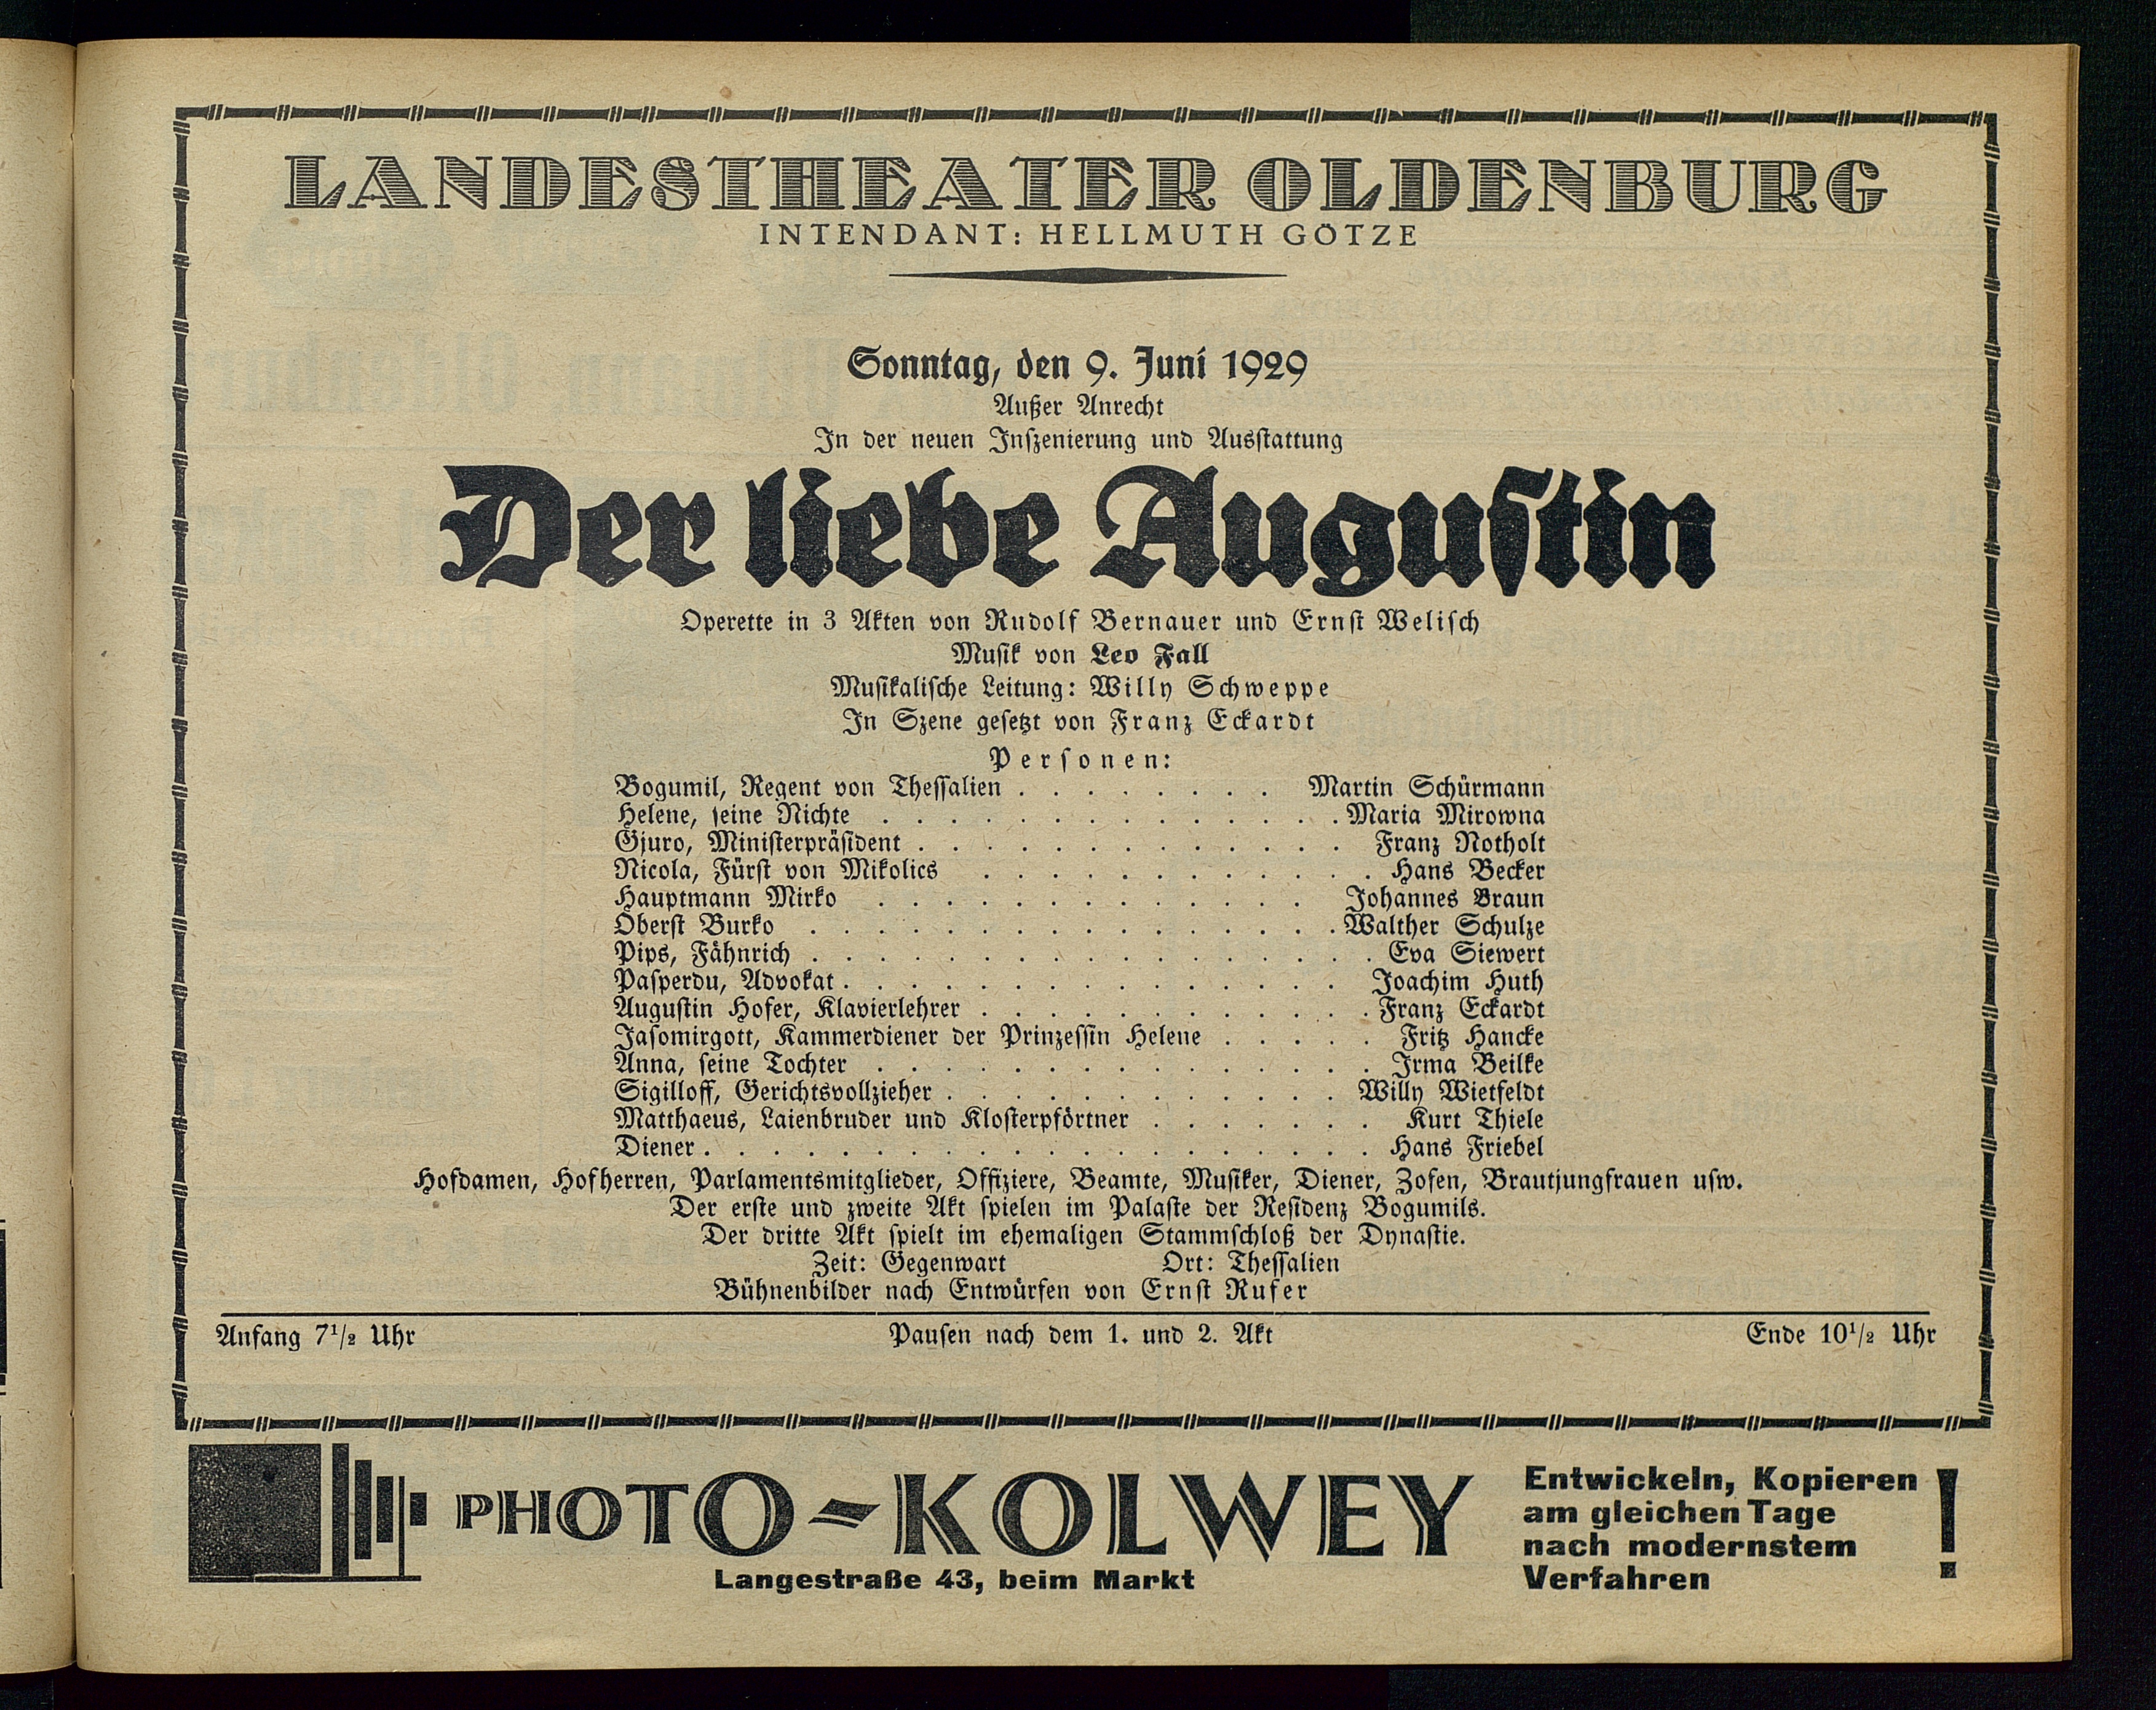 LANDESTHEATER OLDENBURG
INTENDANT: HELLMUTH GÖTZE
Sonntag, den 9. Juni 1929
Außer Anrecht
In der neuen Inszenierung und Ausstattung
Der liebe Augustin
Operette in 3 Akten von Rudolf Bernauer und Ernst Welisch
Musik von Leo Fall
Musikalische Leitung: Willy Schweppe
In Szene gesetzt von Franz Eckardt
Personen:
Bogumil, Regent von Thessalien . . . . . . . . Martin Schürmann
Helene, seine Nichte . . . . . . . . . . . . . . Maria Mirowna
Gjuro, Ministerpräsident . . . . . . . . . . . . . Franz Notholt
Nicola, Fürst von Mikolics . . . . . . . . . . . . Hans Becker
Hauptmann Mirko . . . . . . . . . . . . . Johannes Braun
Oberst Burko . . . . . . . . . . . . . . . . Walther Schulze
Pips, Fähnrich . . . . . . . . . . . . . . . . . Eva Siewert
Pasperdu, Advokat . . . . . . . . . . . . . . . Joachim Huth
Augustin Hofer, Klavierlehrer . . . . . . . . . . . . Franz Eckardt
Jasomirgott, Kammerdiener der Prinzessin Helene . . . . . Fritz Hancke
Anna, seine Tochter . . . . . . . . . . . . . . . Irma Beilke
Sigilloff, Gerichtsvollzieher . . . . . . . . . . . . Willy Wietfeldt
Matthaeus, Laienbruder und Klosterpförtner . . . . . . . Kurt Thiele
Diener . . . . . . . . . . . . . . . . . . . . Hans Friebel
Hofdamen, Hofherren, Parlamentsmitglieder, Offiziere, Beamte, Musiker, Diener, Zofen, Brautjungfrauen usw.
Der erste und zweite Akt spielen im Palaste der Residenz Bogumils.
Der dritte Akt spielt im ehemaligen Stammschloß der Dynastie.
Zeit: Gegenwart Ort: Thessalien
Bühnenbilder nach Entwürfen von Ernst Rufer
Anfang 7½ Uhr Pausen nach dem 1. und 2. Akt Ende 10½ Uhr
PHOTO-KOLWEY
Langestraße 43, beim Markt
Entwickeln, Kopieren
am gleichen Tage
nach modernstem
Verfahren !